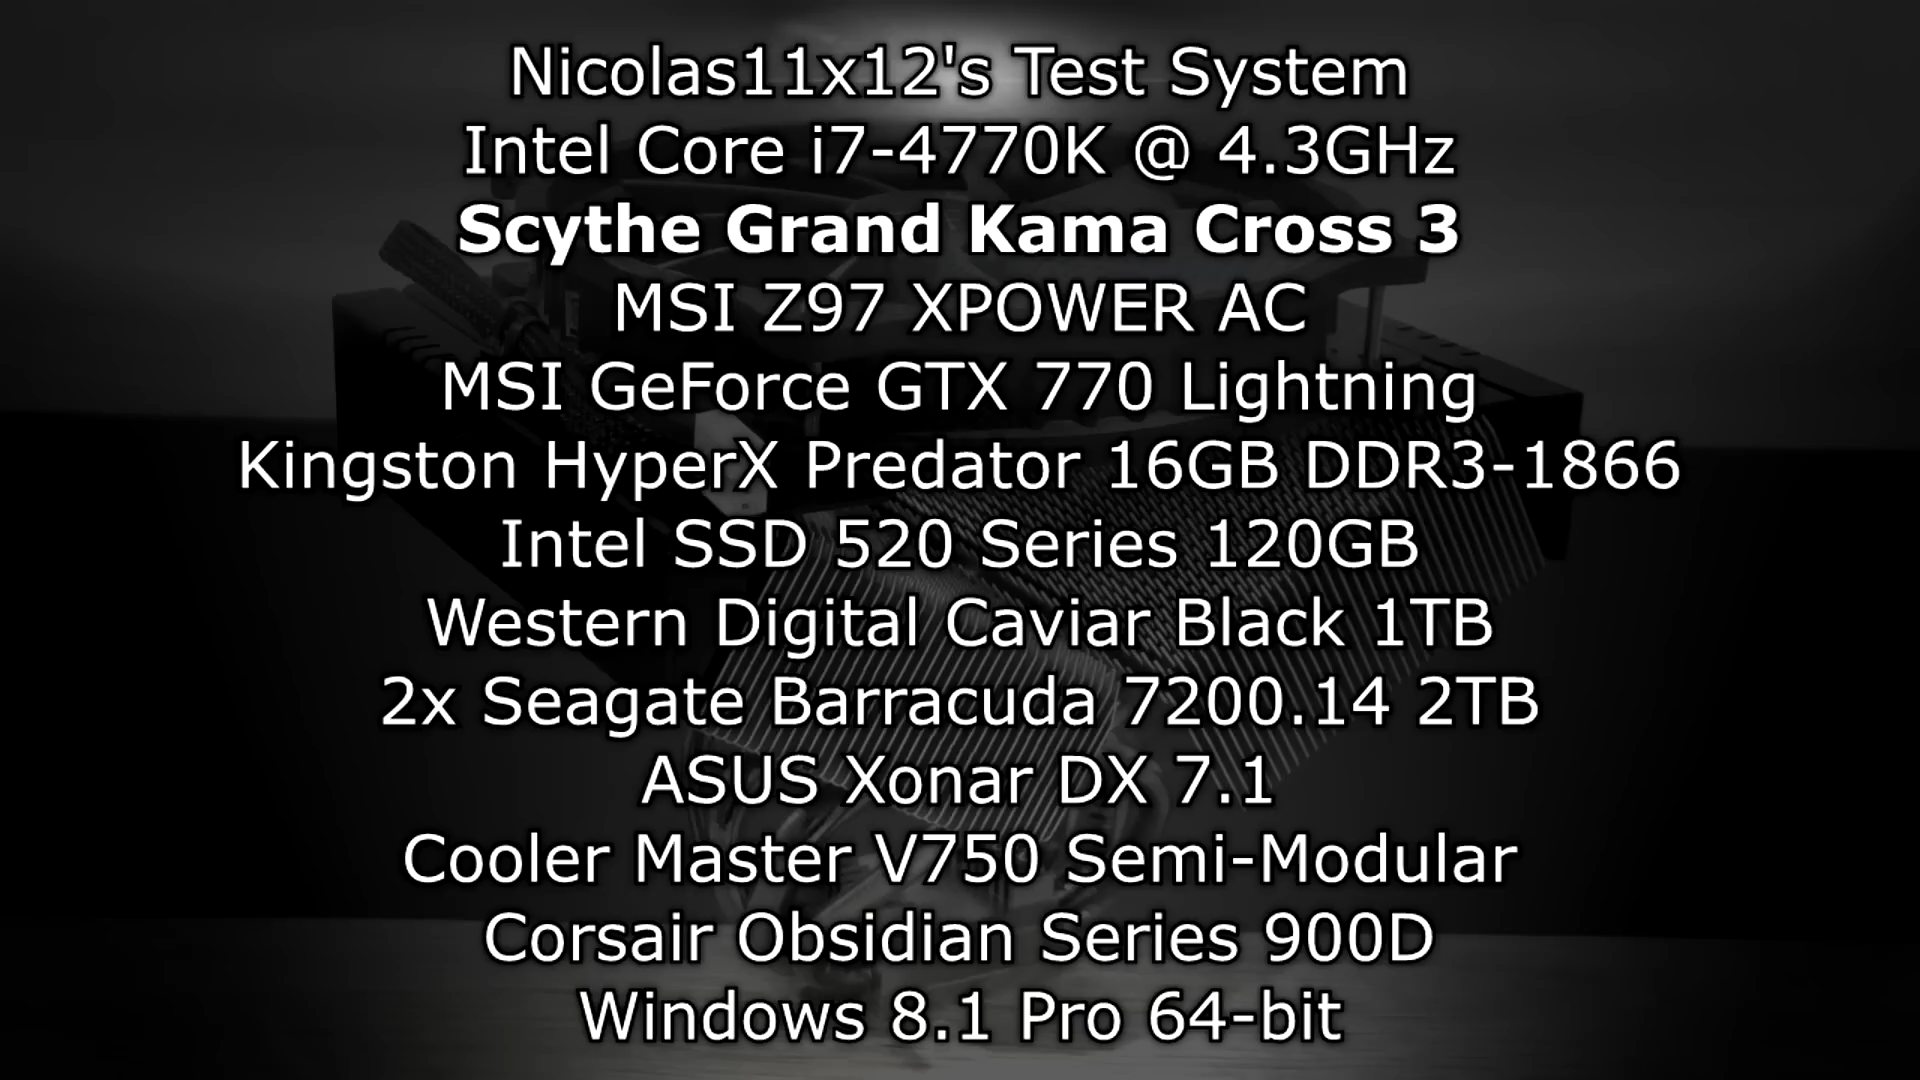 Nicolas11x12's Test System
Intel Core i7-4770K @ 4.3GHz
Scythe Grand Kama Cross 3
MSI Z97 XPOWER AC
MSI GeForce GTX 770 Lightning
Kingston HyperX Predator 16GB DDR3-1866
Intel SSD 520 Series 120GB
Western Digital Caviar Black 1TB
2x Seagate Barracuda 7200.14 2TB
ASUS Xonar DX 7.1
Cooler Master V750 Semi-Modular
Corsair Obsidian Series 900D
Windows 8.1 Pro 64-bit